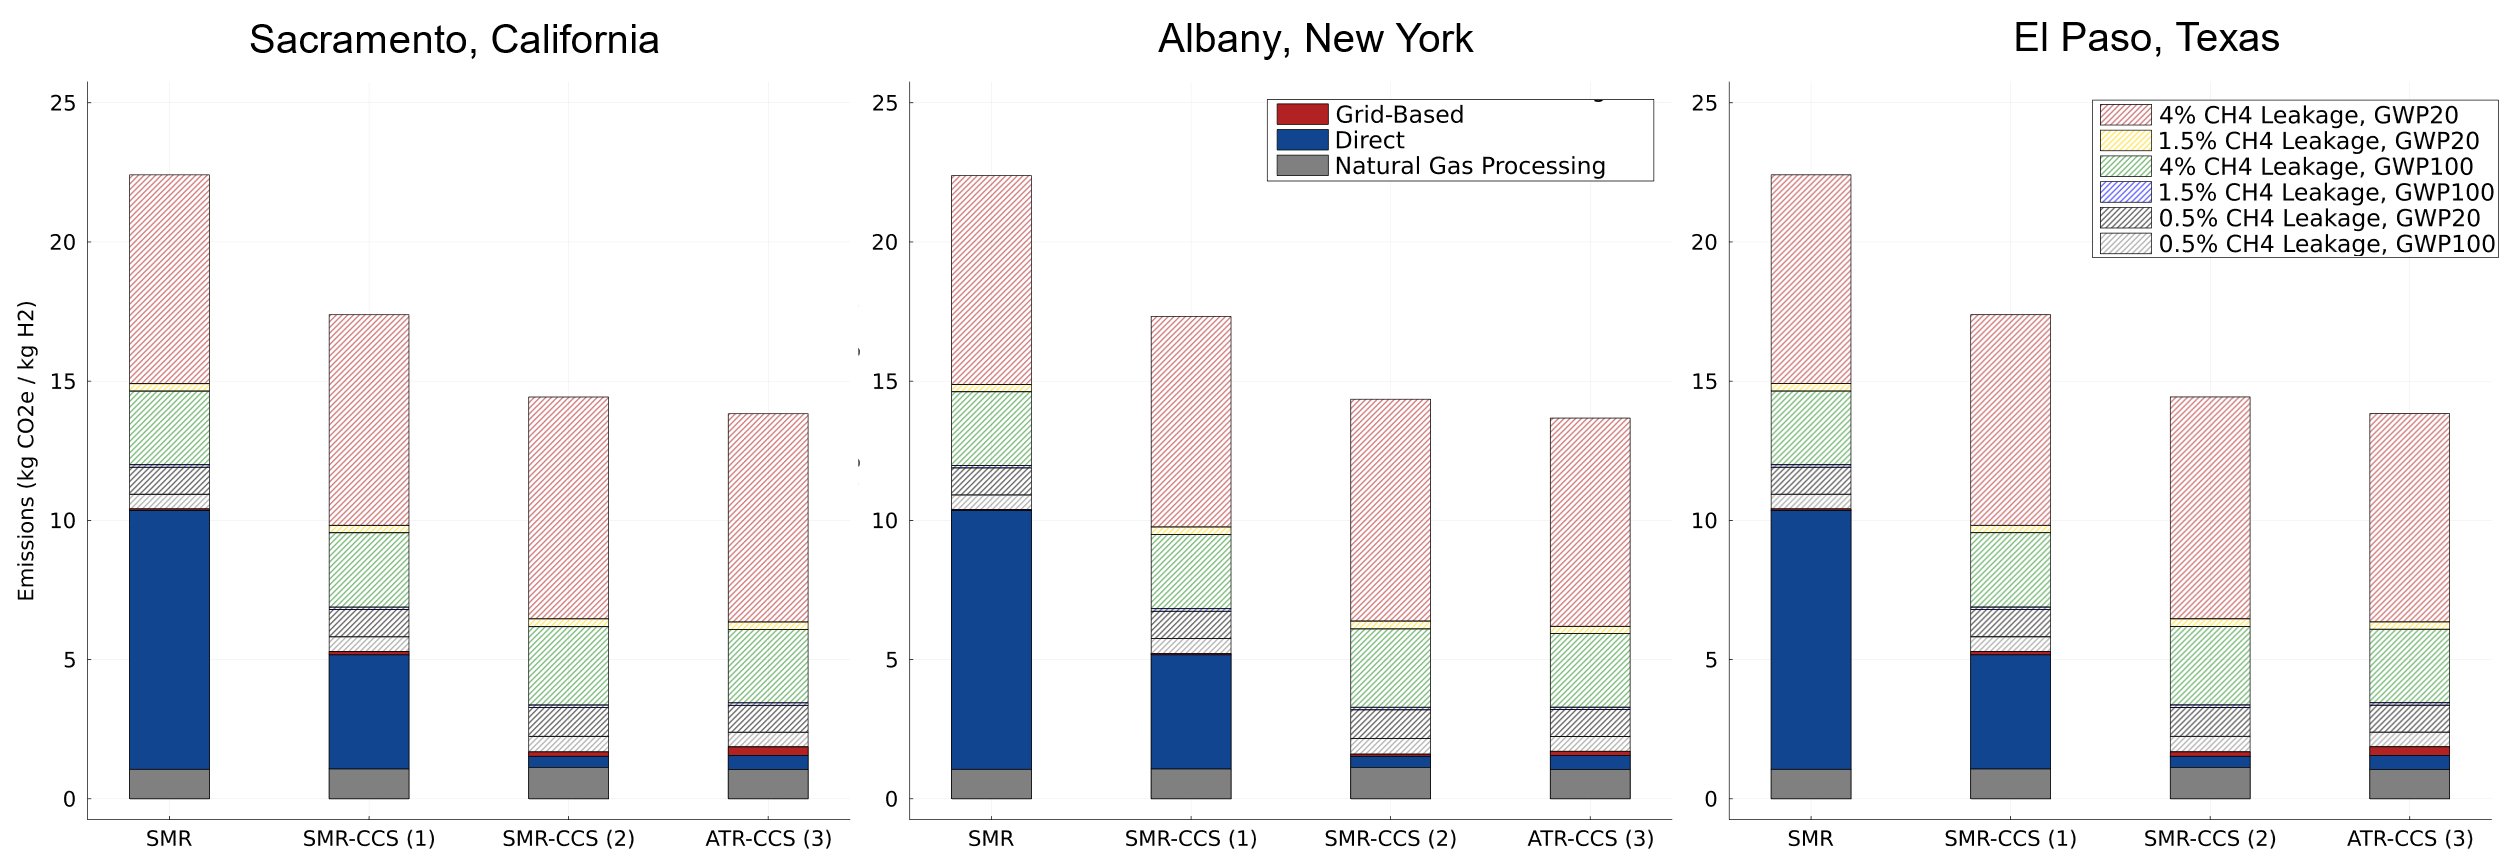 Sacramento, California
Albany, New York
El Paso, Texas
Emissions (kg CO2e / kg H2)
25
20
15
10
5
0
SMR
SMR-CCS (1)
SMR-CCS (2)
ATR-CCS (3)
25
20
15
10
5
0
Grid-Based
Direct
Natural Gas Processing
SMR
SMR-CCS (1)
SMR-CCS (2)
ATR-CCS (3)
25
20
15
10
5
0
4% CH4 Leakage, GWP20
1.5% CH4 Leakage, GWP20
4% CH4 Leakage, GWP100
1.5% CH4 Leakage, GWP100
0.5% CH4 Leakage, GWP20
0.5% CH4 Leakage, GWP100
SMR
SMR-CCS (1)
SMR-CCS (2)
ATR-CCS (3)